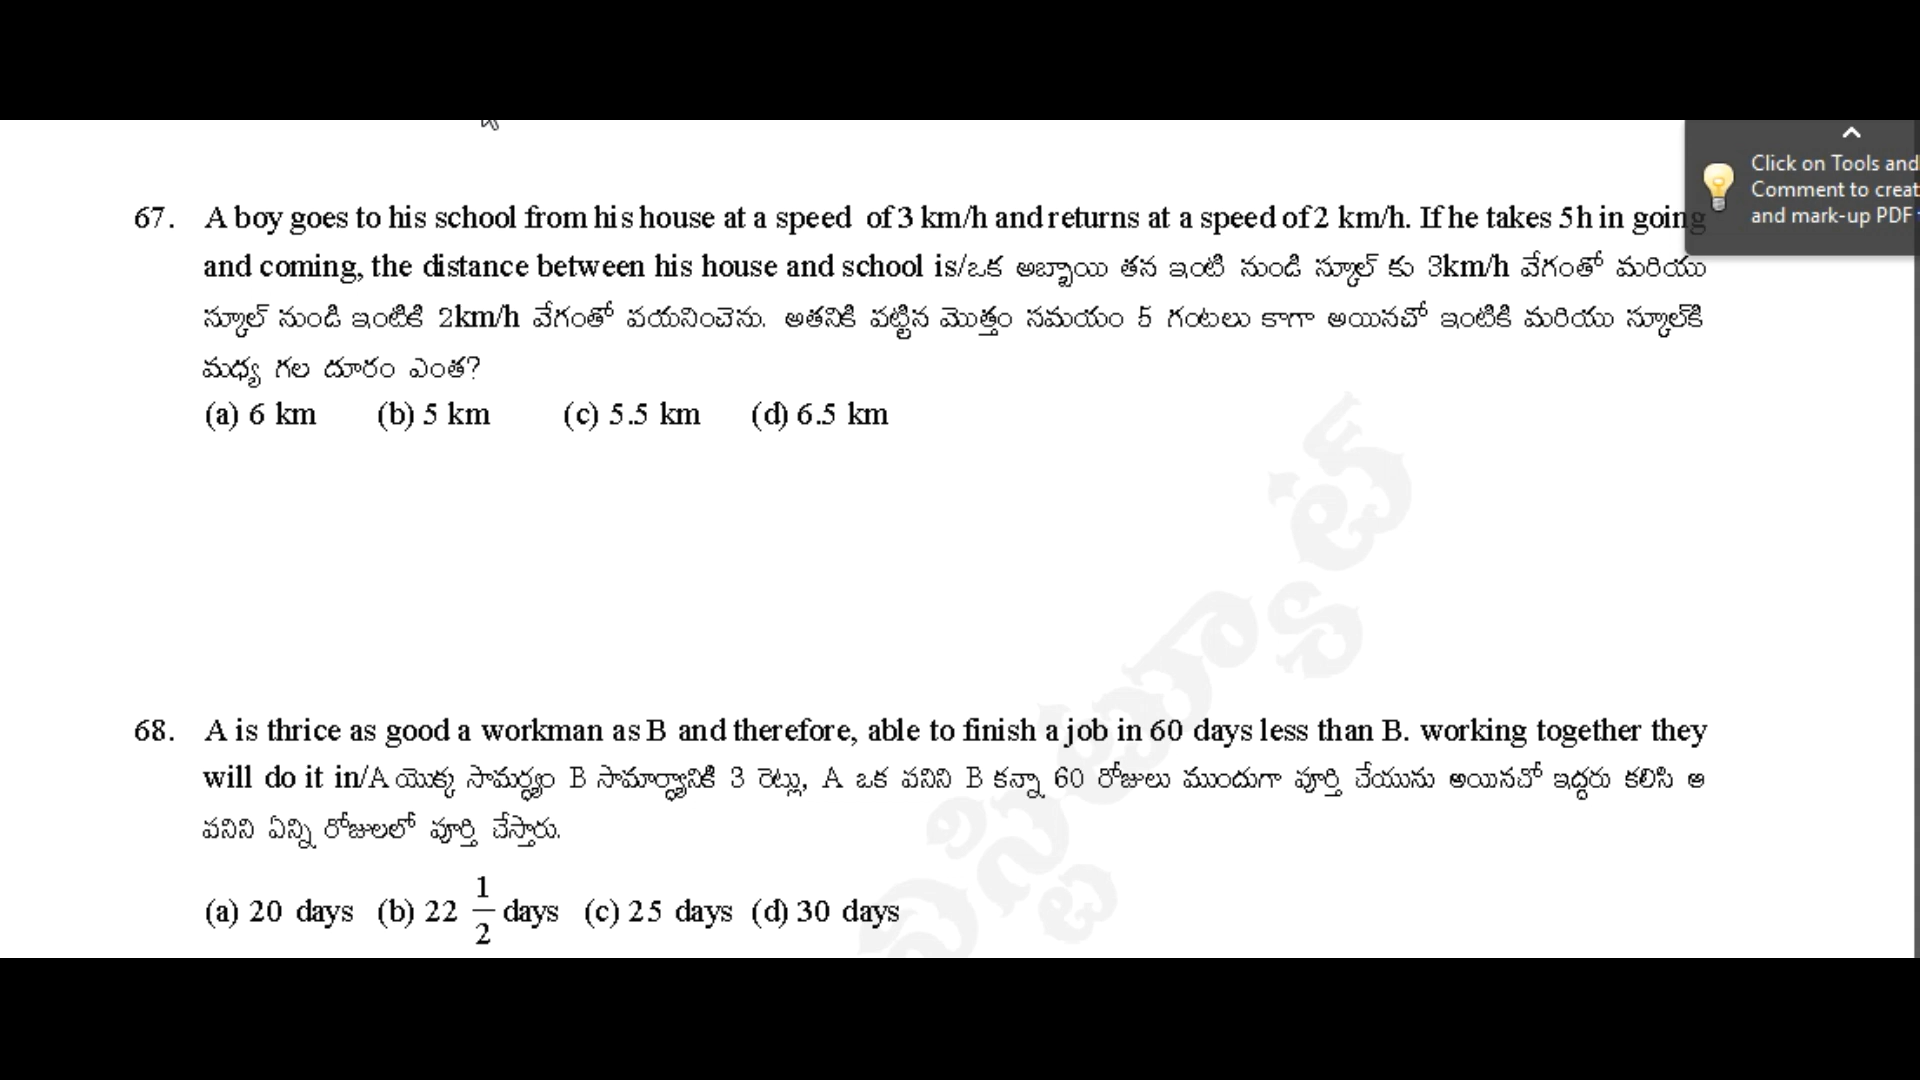 Click on Tools and
Comment to creat
and mark-up PDF
67. A boy goes to his school from his house at a speed of 3 km/h and returns at a speed of 2 km/h. If he takes 5h in going
and coming, the distance between his house and school is/ఒక అబ్బాయి తన ఇంటి నుండి స్కూల్ కు 3km/h వేగంతో మరియు
స్కూల్ నుండి ఇంటికి 2km/h వేగంతో పయనించెను. అతనికి పట్టిన మొత్తం సమయం 5 గంటలు కాగా అయినచో ఇంటికి మరియు స్కూల్‌కి
మధ్య గల దూరం ఎంత?
(a) 6 km (b) 5 km (c) 5.5 km (d) 6.5 km
68. A is thrice as good a workman as B and therefore, able to finish a job in 60 days less than B. working together they
will do it in/A యొక్క సామర్ధ్యం B సామార్ధ్యానికి 3 రెట్లు, A ఒక పనిని B కన్నా 60 రోజులు ముందుగా పూర్తి చేయును అయినచో ఇద్దరు కలిసి ఆ
పనిని ఏన్ని రోజులలో పూర్తి చేస్తారు.
(a) 20 days (b) 22 1/2 days (c) 25 days (d) 30 days